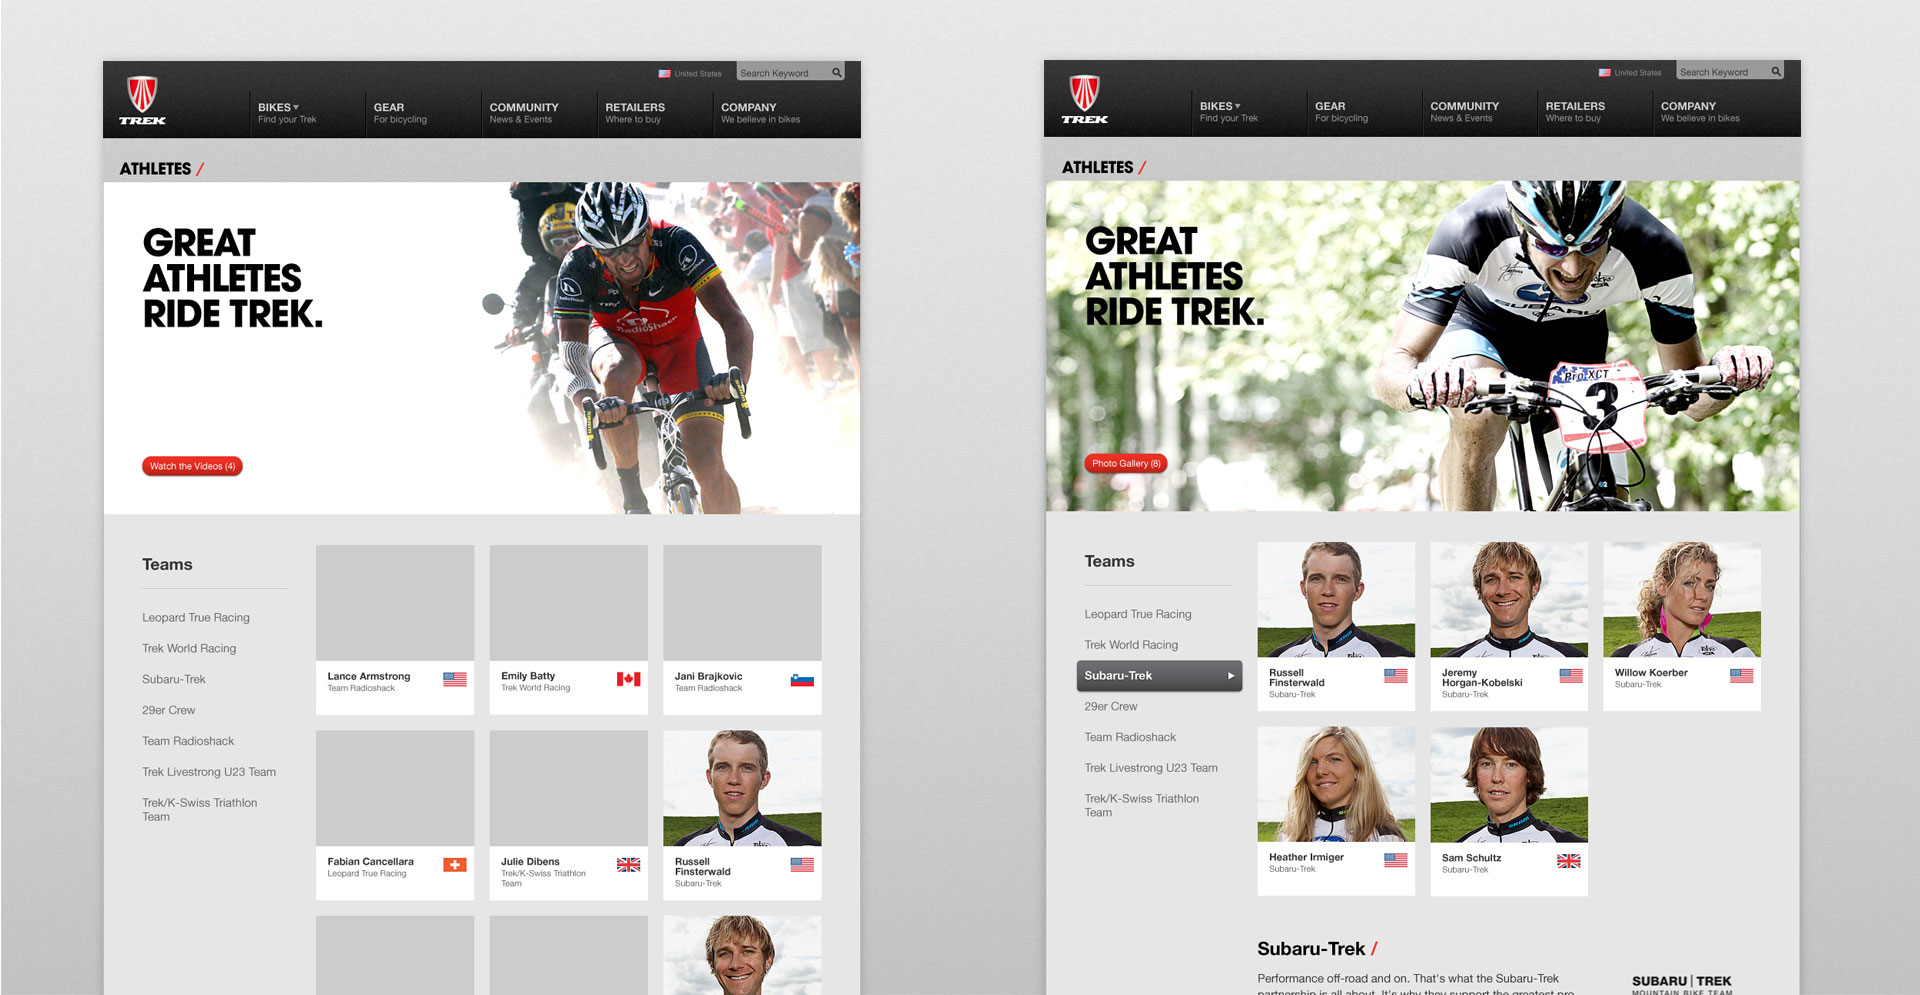 United States
Search Keyword
TREK
BIKES
Find your Trek
GEAR
For bicycling
COMMUNITY
News & Events
RETAILERS
Where to buy
COMPANY
We believe in bikes
ATHLETES /
GREAT
ATHLETES
RIDE TREK.
RadioShack
Watch the Videos (4)
Teams
Leopard True Racing
Trek World Racing
Subaru-Trek
29er Crew
Team Radioshack
Trek Livestrong U23 Team
Trek/K-Swiss Triathlon
Team
Lance Armstrong
Team Radioshack
Emily Batty
Trek World Racing
Jani Brajkovic
Team Radioshack
Fabian Cancellara
Leopard True Racing
Julie Dibens
Trek/K-Swiss Triathlon
Team
Russell
Finsterwald
Subaru-Trek
United States
Search Keyword
TREK
BIKES
Find your Trek
GEAR
For bicycling
COMMUNITY
News & Events
RETAILERS
Where to buy
COMPANY
We believe in bikes
ATHLETES /
GREAT
ATHLETES
RIDE TREK.
SUBARU
Pro XCT
3
Photo Gallery (8)
Teams
Leopard True Racing
Trek World Racing
Subaru-Trek
29er Crew
Team Radioshack
Trek Livestrong U23 Team
Trek/K-Swiss Triathlon
Team
Russell
Finsterwald
Subaru-Trek
Jeremy
Horgan-Kobelski
Subaru-Trek
Willow Koerber
Subaru-Trek
Heather Irmiger
Subaru-Trek
Sam Schultz
Subaru-Trek
Subaru-Trek /
Performance off-road and on. That's what the Subaru-Trek
partnership is all about. It's why they support the greatest pro
SUBARU | TREK
MOUNTAIN BIKE TEAM